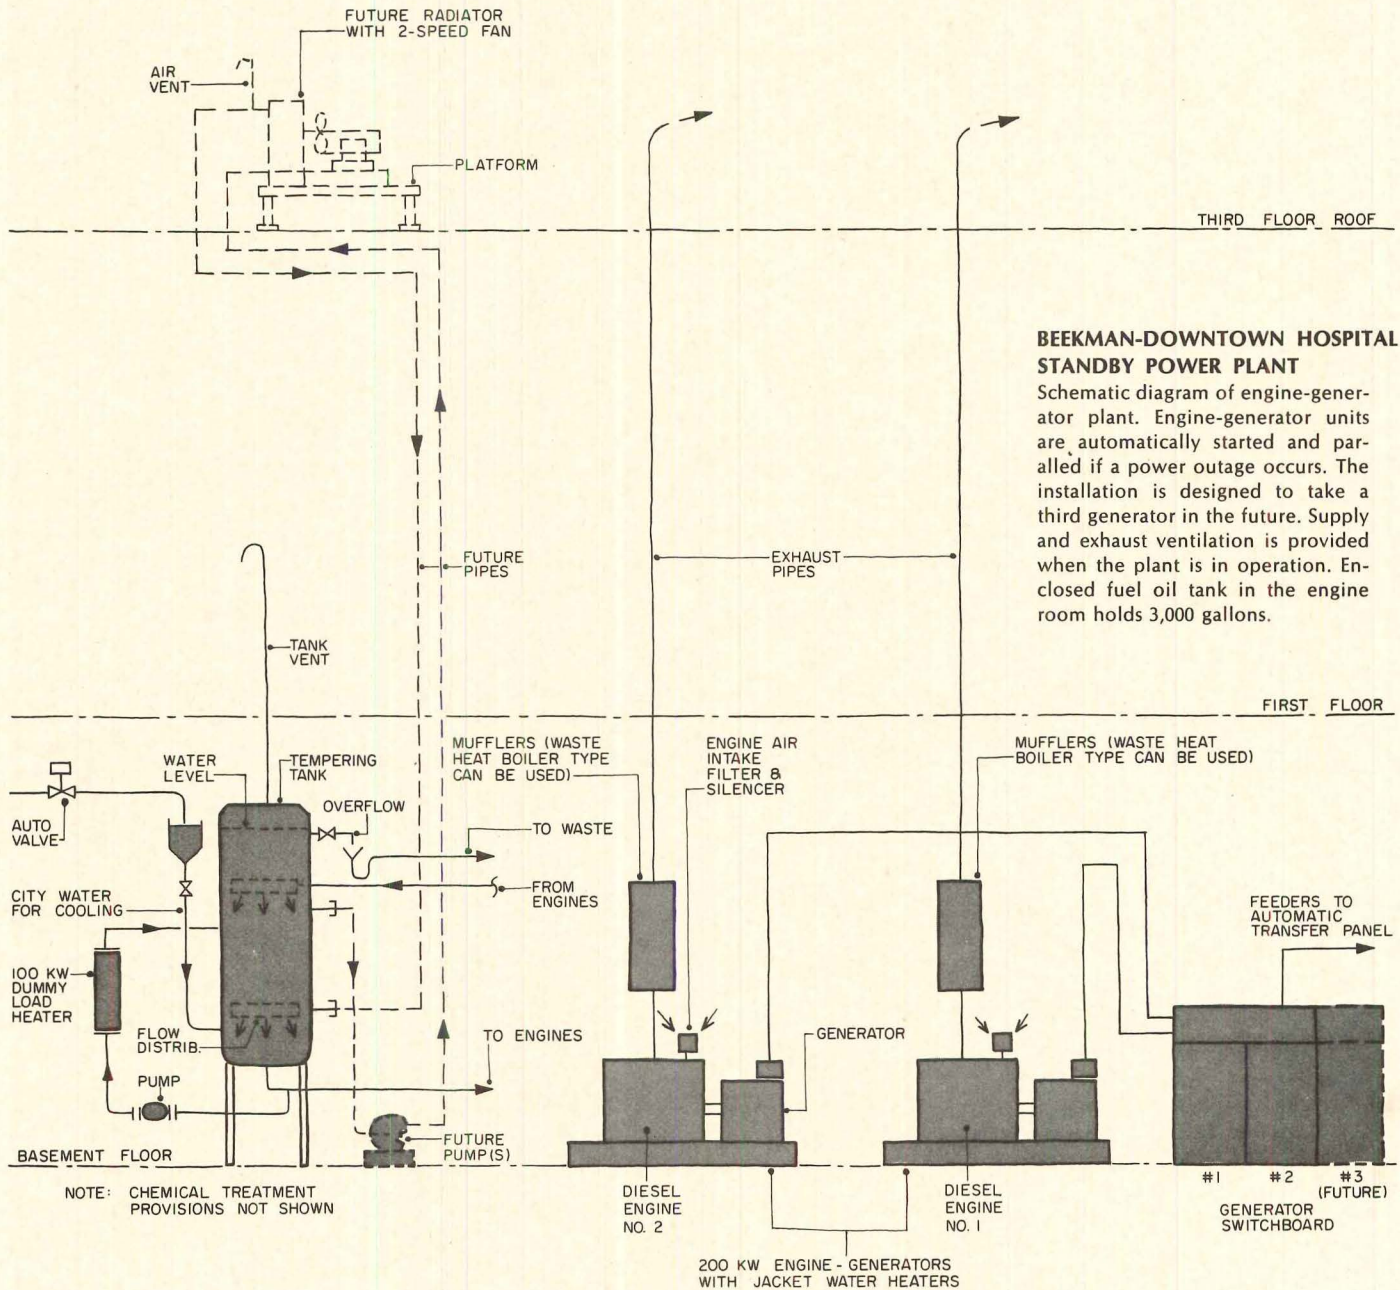 FUTURE RADIATOR
WITH 2-SPEED FAN
AIR
VENT
PLATFORM
THIRD FLOOR ROOF
BEEKMAN-DOWNTOWN HOSPITAL
STANDBY POWER PLANT
Schematic diagram of engine-gener-
ator plant. Engine-generator units
are automatically started and par-
alled if a power outage occurs. The
installation is designed to take a
third generator in the future. Supply
and exhaust ventilation is provided
when the plant is in operation. En-
closed fuel oil tank in the engine
room holds 3,000 gallons.
FUTURE
PIPES
EXHAUST
PIPES
TANK
VENT
FIRST FLOOR
WATER
LEVEL
TEMPERING
TANK
MUFFLERS (WASTE
HEAT BOILER TYPE
CAN BE USED)
ENGINE AIR
INTAKE
FILTER &
SILENCER
MUFFLERS (WASTE HEAT
BOILER TYPE CAN BE USED)
AUTO
VALVE
OVERFLOW
TO WASTE
CITY WATER
FOR COOLING
FROM
ENGINES
FEEDERS TO
AUTOMATIC
TRANSFER PANEL
100 KW
DUMMY
LOAD
HEATER
FLOW
DISTRIB.
TO ENGINES
GENERATOR
PUMP
FUTURE
PUMP(S)
BASEMENT FLOOR
NOTE: CHEMICAL TREATMENT
PROVISIONS NOT SHOWN
DIESEL
ENGINE
NO. 2
DIESEL
ENGINE
NO. 1
#1 #2 #3
(FUTURE)
GENERATOR
SWITCHBOARD
200 KW ENGINE-GENERATORS
WITH JACKET WATER HEATERS